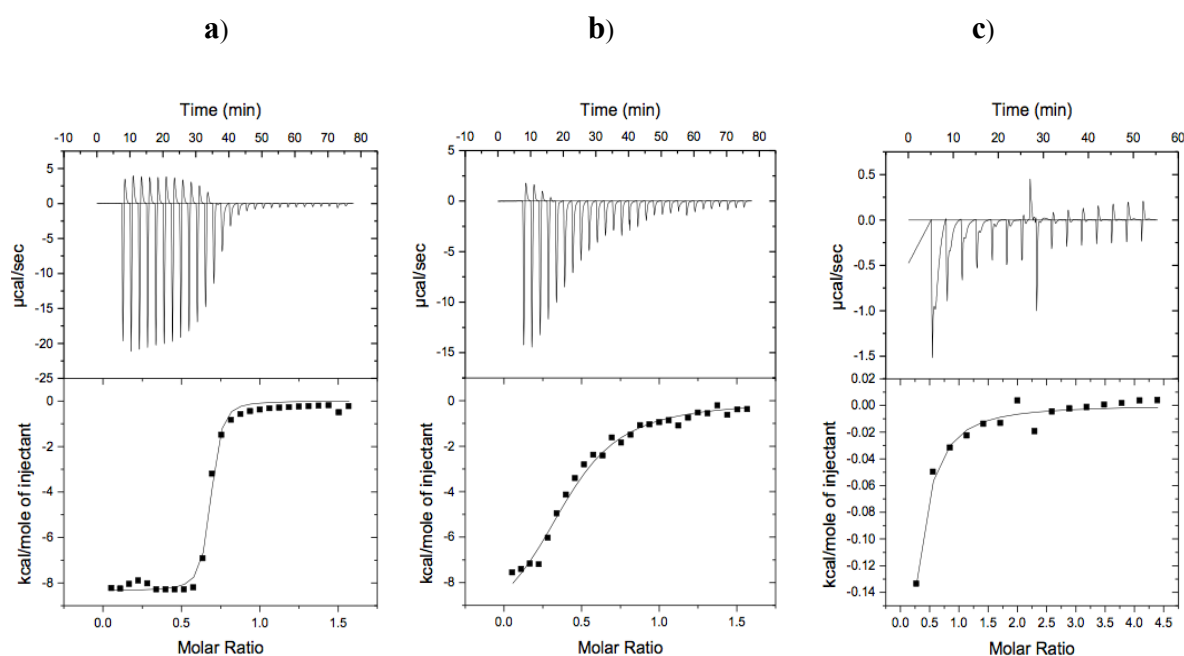 a)
Time (min)
-10 0 10 20 30 40 50 60 70 80
5
0
-5
-10
-15
-20
-25
µcal/sec
0
-2
-4
-6
-8
kcal/mole of injectant
0.0 0.5 1.0 1.5
Molar Ratio
b)
Time (min)
-10 0 10 20 30 40 50 60 70 80
5
0
-5
-10
-15
µcal/sec
0
-2
-4
-6
-8
kcal/mole of injectant
0.0 0.5 1.0 1.5
Molar Ratio
c)
Time (min)
0 10 20 30 40 50 60
0.5
0.0
-0.5
-1.0
-1.5
µcal/sec
0.02
0.00
-0.02
-0.04
-0.06
-0.08
-0.10
-0.12
-0.14
kcal/mole of injectant
0.0 0.5 1.0 1.5 2.0 2.5 3.0 3.5 4.0 4.5
Molar Ratio